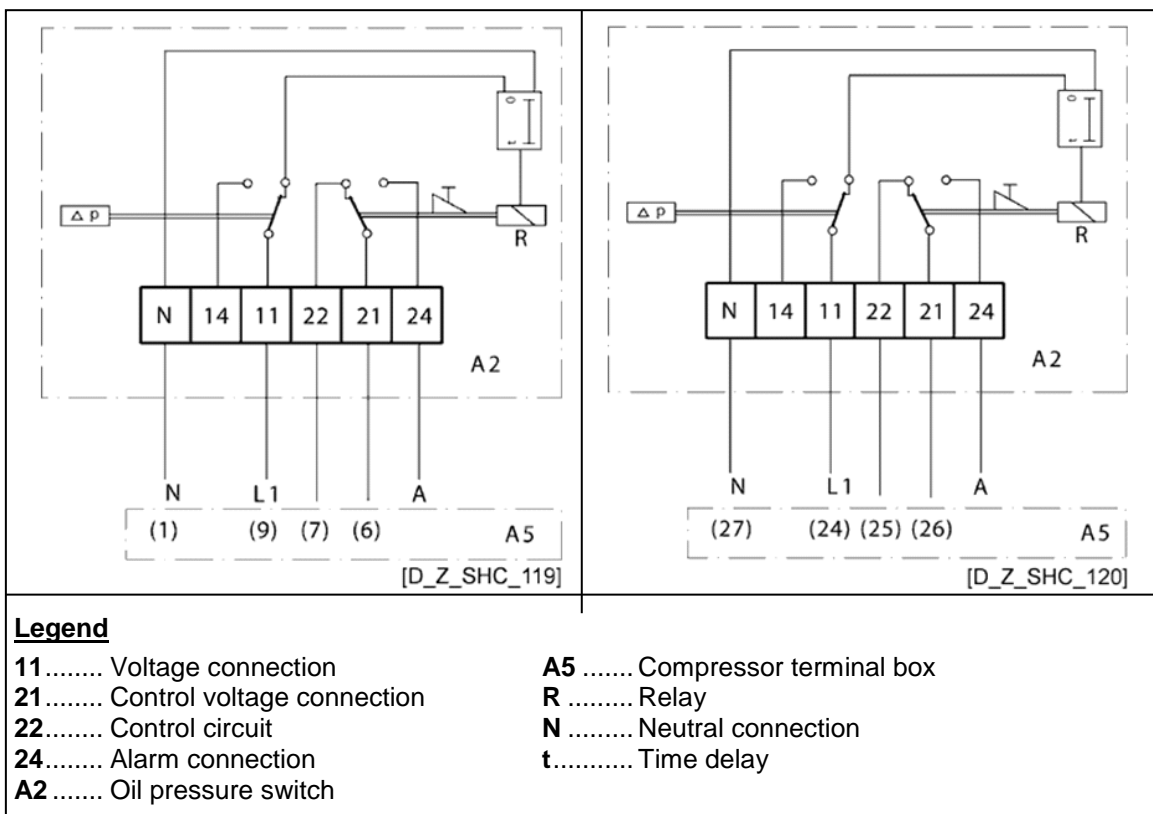 Δ p
R
N 14 11 22 21 24
A2
N L1 A
(1) (9) (7) (6) A5
[D_Z_SHC_119]
Δ p
R
N 14 11 22 21 24
A2
N L1 A
(27) (24) (25) (26) A5
[D_Z_SHC_120]
Legend
11........ Voltage connection
21........ Control voltage connection
22........ Control circuit
24........ Alarm connection
A2 ....... Oil pressure switch
A5 ....... Compressor terminal box
R ......... Relay
N ......... Neutral connection
t........... Time delay